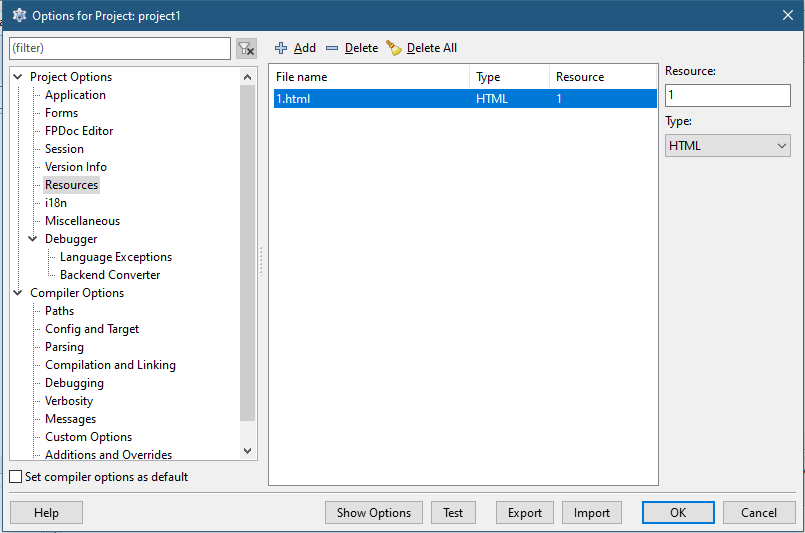 Options for Project: project1
(filter)
Add Delete Delete All
Project Options
Application
Forms
FPDoc Editor
Session
Version Info
Resources
i18n
Miscellaneous
Debugger
Language Exceptions
Backend Converter
Compiler Options
Paths
Config and Target
Parsing
Compilation and Linking
Debugging
Verbosity
Messages
Custom Options
Additions and Overrides
Set compiler options as default
File name Type Resource
1.html HTML 1
Resource:
1
Type:
HTML
Help Show Options Test Export Import OK Cancel